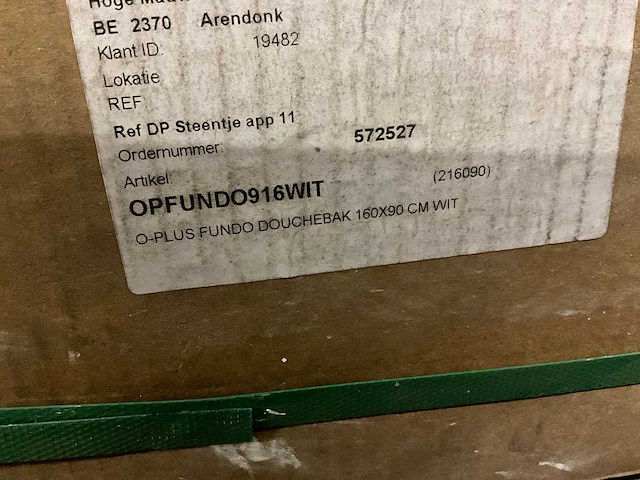 Hoge
BE 2370 Arendonk
Klant ID. 19482
Lokatie
REF
Ref DP Steentje app 11
Ordernummer: 572527
Artikel: (216090)
OPFUNDO916WIT
O-PLUS FUNDO DOUCHEBAK 160X90 CM WIT